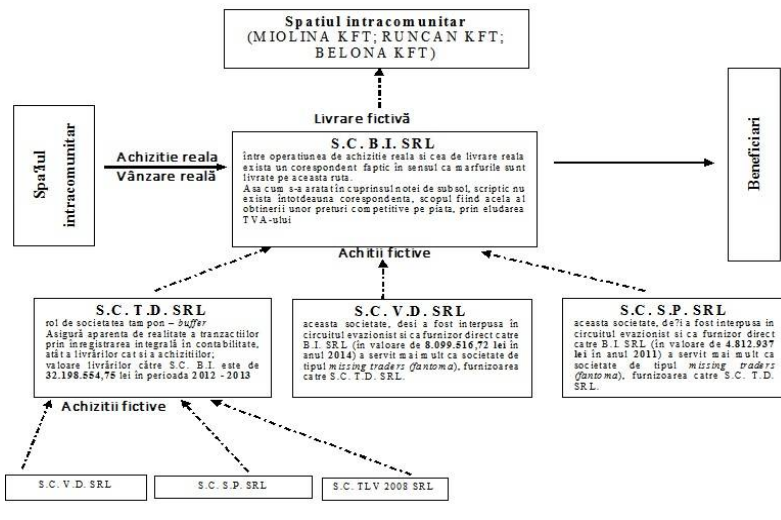 Spatiul intracomunitar
(MIOLINA KFT; RUNCAN KFT;
BELONA KFT)
Spa?iul
intracomunitar
Livrare fictivă
Achizitie reala
Vânzare reală
S.C. B.I. SRL
între operatiunea de achizitie reala si cea de livrare reala
exista un corespondent faptic în sensul ca marfurile sunt
livrate pe aceasta ruta.
Asa cum s-a aratat în cuprinsul notei de subsol, scriptic nu
exista întotdeauna corespondenta, scopul fiind acela al
obtinerii unor preturi competitive pe piata, prin eludarea
TVA-ului
Beneficiari
Achitii fictive
S.C. T.D. SRL
rol de societatea tampon – buffer
Asigură aparenta de realitate a tranzactiilor
prin înregistrarea integrală în contabilitate,
atât a livrărilor cat si a achizitiilor;
valoare livrărilor către S.C. B.I. este de
32.198.554,75 lei în perioada 2012 - 2013
S.C. V.D. SRL
aceasta societate, desi a fost interpusa în
circuitul evazionist si ca furnizor direct catre
B.I. SRL (în valoare de 8.099.516,72 lei in
anul 2014) a servit mai mult ca societate de
tipul missing traders (fantoma), furnizoarea
catre S.C. T.D. SRL.
S.C. S.P. SRL
aceasta societate, de?i a fost interpusa in
circuitul evazionist si ca furnizor direct
catre B.I. SRL (în valoare de 4.812.937
lei in anul 2011) a servit mai mult ca
societate de tipul missing traders
(fantoma), furnizoarea catre S.C. T.D.
SRL.
Achizitii fictive
S.C. V.D. SRL
S.C. S.P. SRL
S.C. TLV 2008 SRL